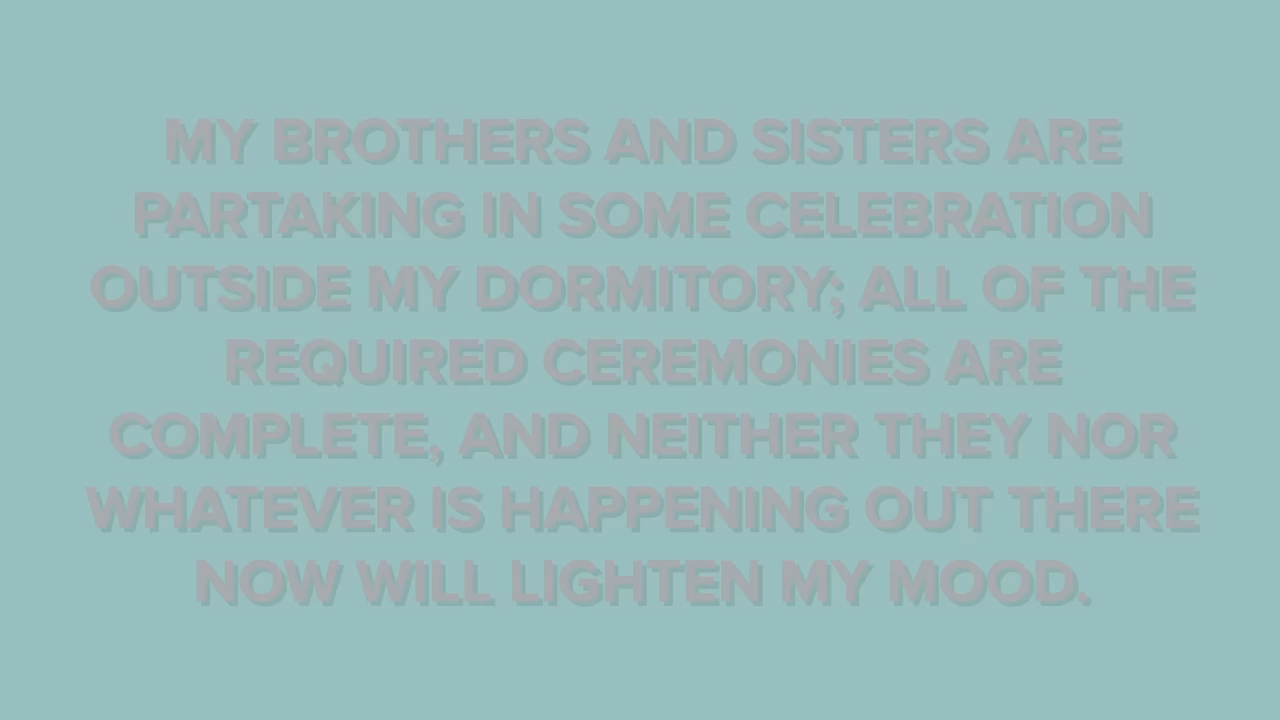 MY BROTHERS AND SISTERS ARE
PARTAKING IN SOME CELEBRATION
OUTSIDE MY DORMITORY; ALL OF THE
REQUIRED CEREMONIES ARE
COMPLETE, AND NEITHER THEY NOR
WHATEVER IS HAPPENING OUT THERE
NOW WILL LIGHTEN MY MOOD.